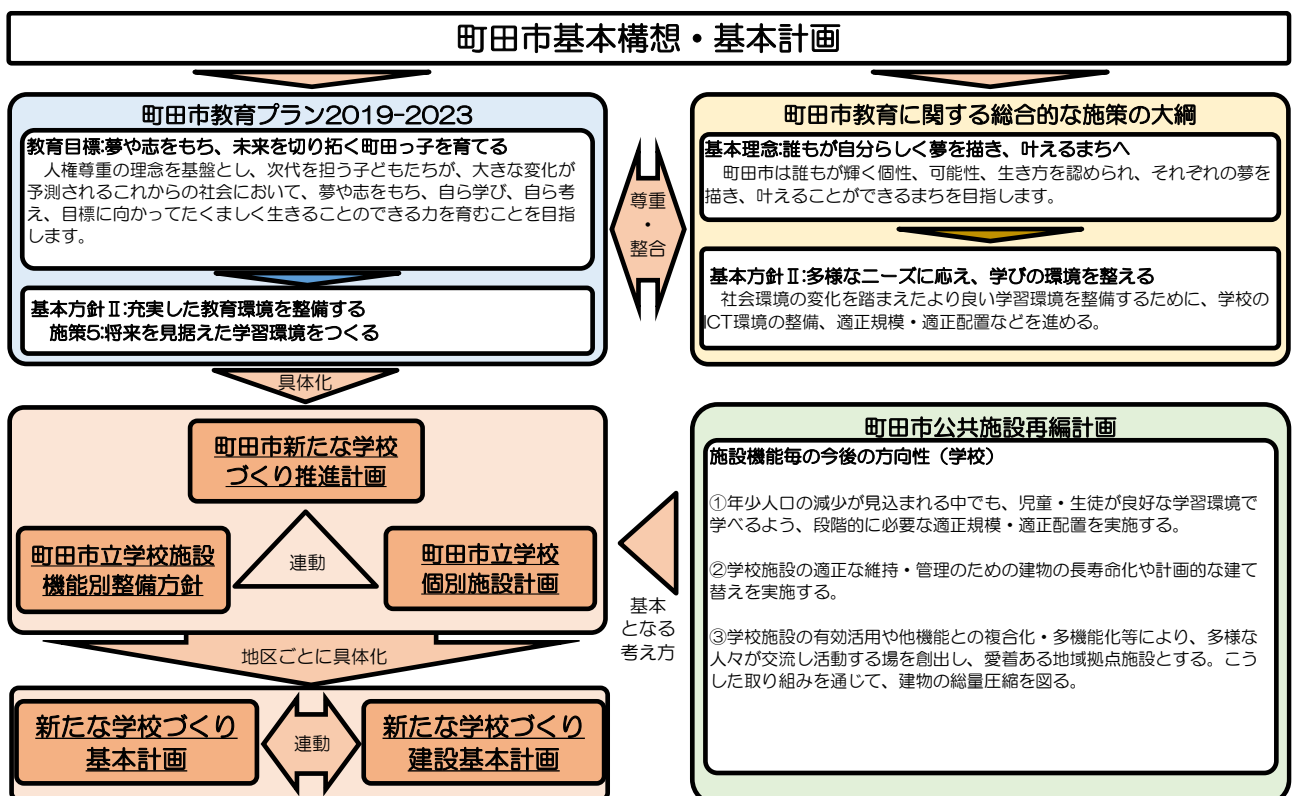 町田市基本構想・基本計画
町田市教育プラン2019-2023
教育目標:夢や志をもち、未来を切り拓く町田っ子を育てる
人権尊重の理念を基盤とし、次代を担う子どもたちが、大きな変化が
予測されるこれからの社会において、夢や志をもち、自ら学び、自ら考
え、目標に向かってたくましく生きることのできる力を育むことを目指
します。
基本方針Ⅱ:充実した教育環境を整備する
施策5:将来を見据えた学習環境をつくる
尊重
・
整合
町田市教育に関する総合的な施策の大綱
基本理念:誰もが自分らしく夢を描き、叶えるまちへ
町田市は誰もが輝く個性、可能性、生き方を認められ、それぞれの夢を
描き、叶えることができるまちを目指します。
基本方針Ⅱ:多様なニーズに応え、学びの環境を整える
社会環境の変化を踏まえたより良い学習環境を整備するために、学校の
ICT環境の整備、適正規模・適正配置などを進める。
具体化
町田市新たな学校
づくり推進計画
町田市立学校施設
機能別整備方針
連動
町田市立学校
個別施設計画
基本
となる
考え方
町田市公共施設再編計画
施設機能毎の今後の方向性（学校）
①年少人口の減少が見込まれる中でも、児童・生徒が良好な学習環境で
学べるよう、段階的に必要な適正規模・適正配置を実施する。
②学校施設の適正な維持・管理のための建物の長寿命化や計画的な建て
替えを実施する。
③学校施設の有効活用や他機能との複合化・多機能化等により、多様な
人々が交流し活動する場を創出し、愛着ある地域拠点施設とする。こう
した取り組みを通じて、建物の総量圧縮を図る。
地区ごとに具体化
新たな学校づくり
基本計画
連動
新たな学校づくり
建設基本計画